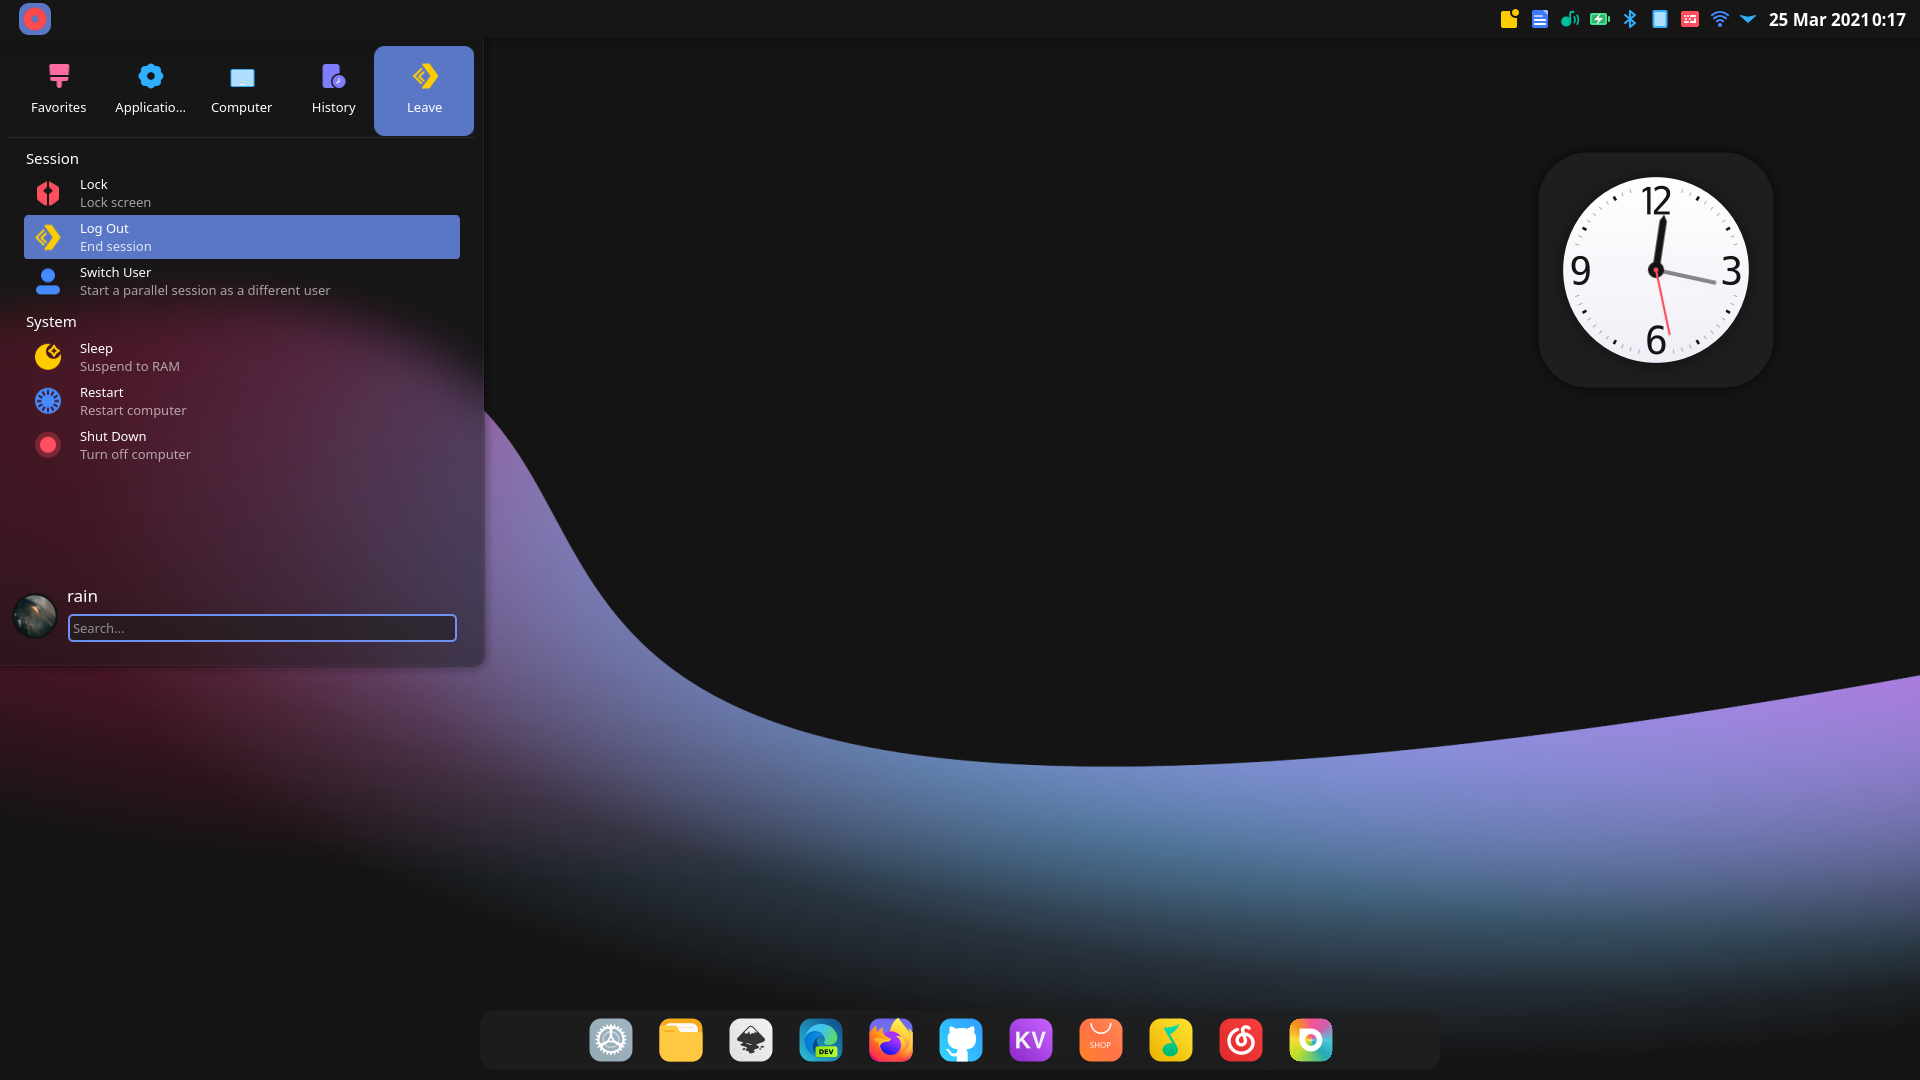 25 Mar 2021 0:17
Favorites
Applicatio...
Computer
History
Leave
Session
Lock
Lock screen
Log Out
End session
Switch User
Start a parallel session as a different user
System
Sleep
Suspend to RAM
Restart
Restart computer
Shut Down
Turn off computer
rain
Search...
12
9
3
6
DEV
KV
SHOP